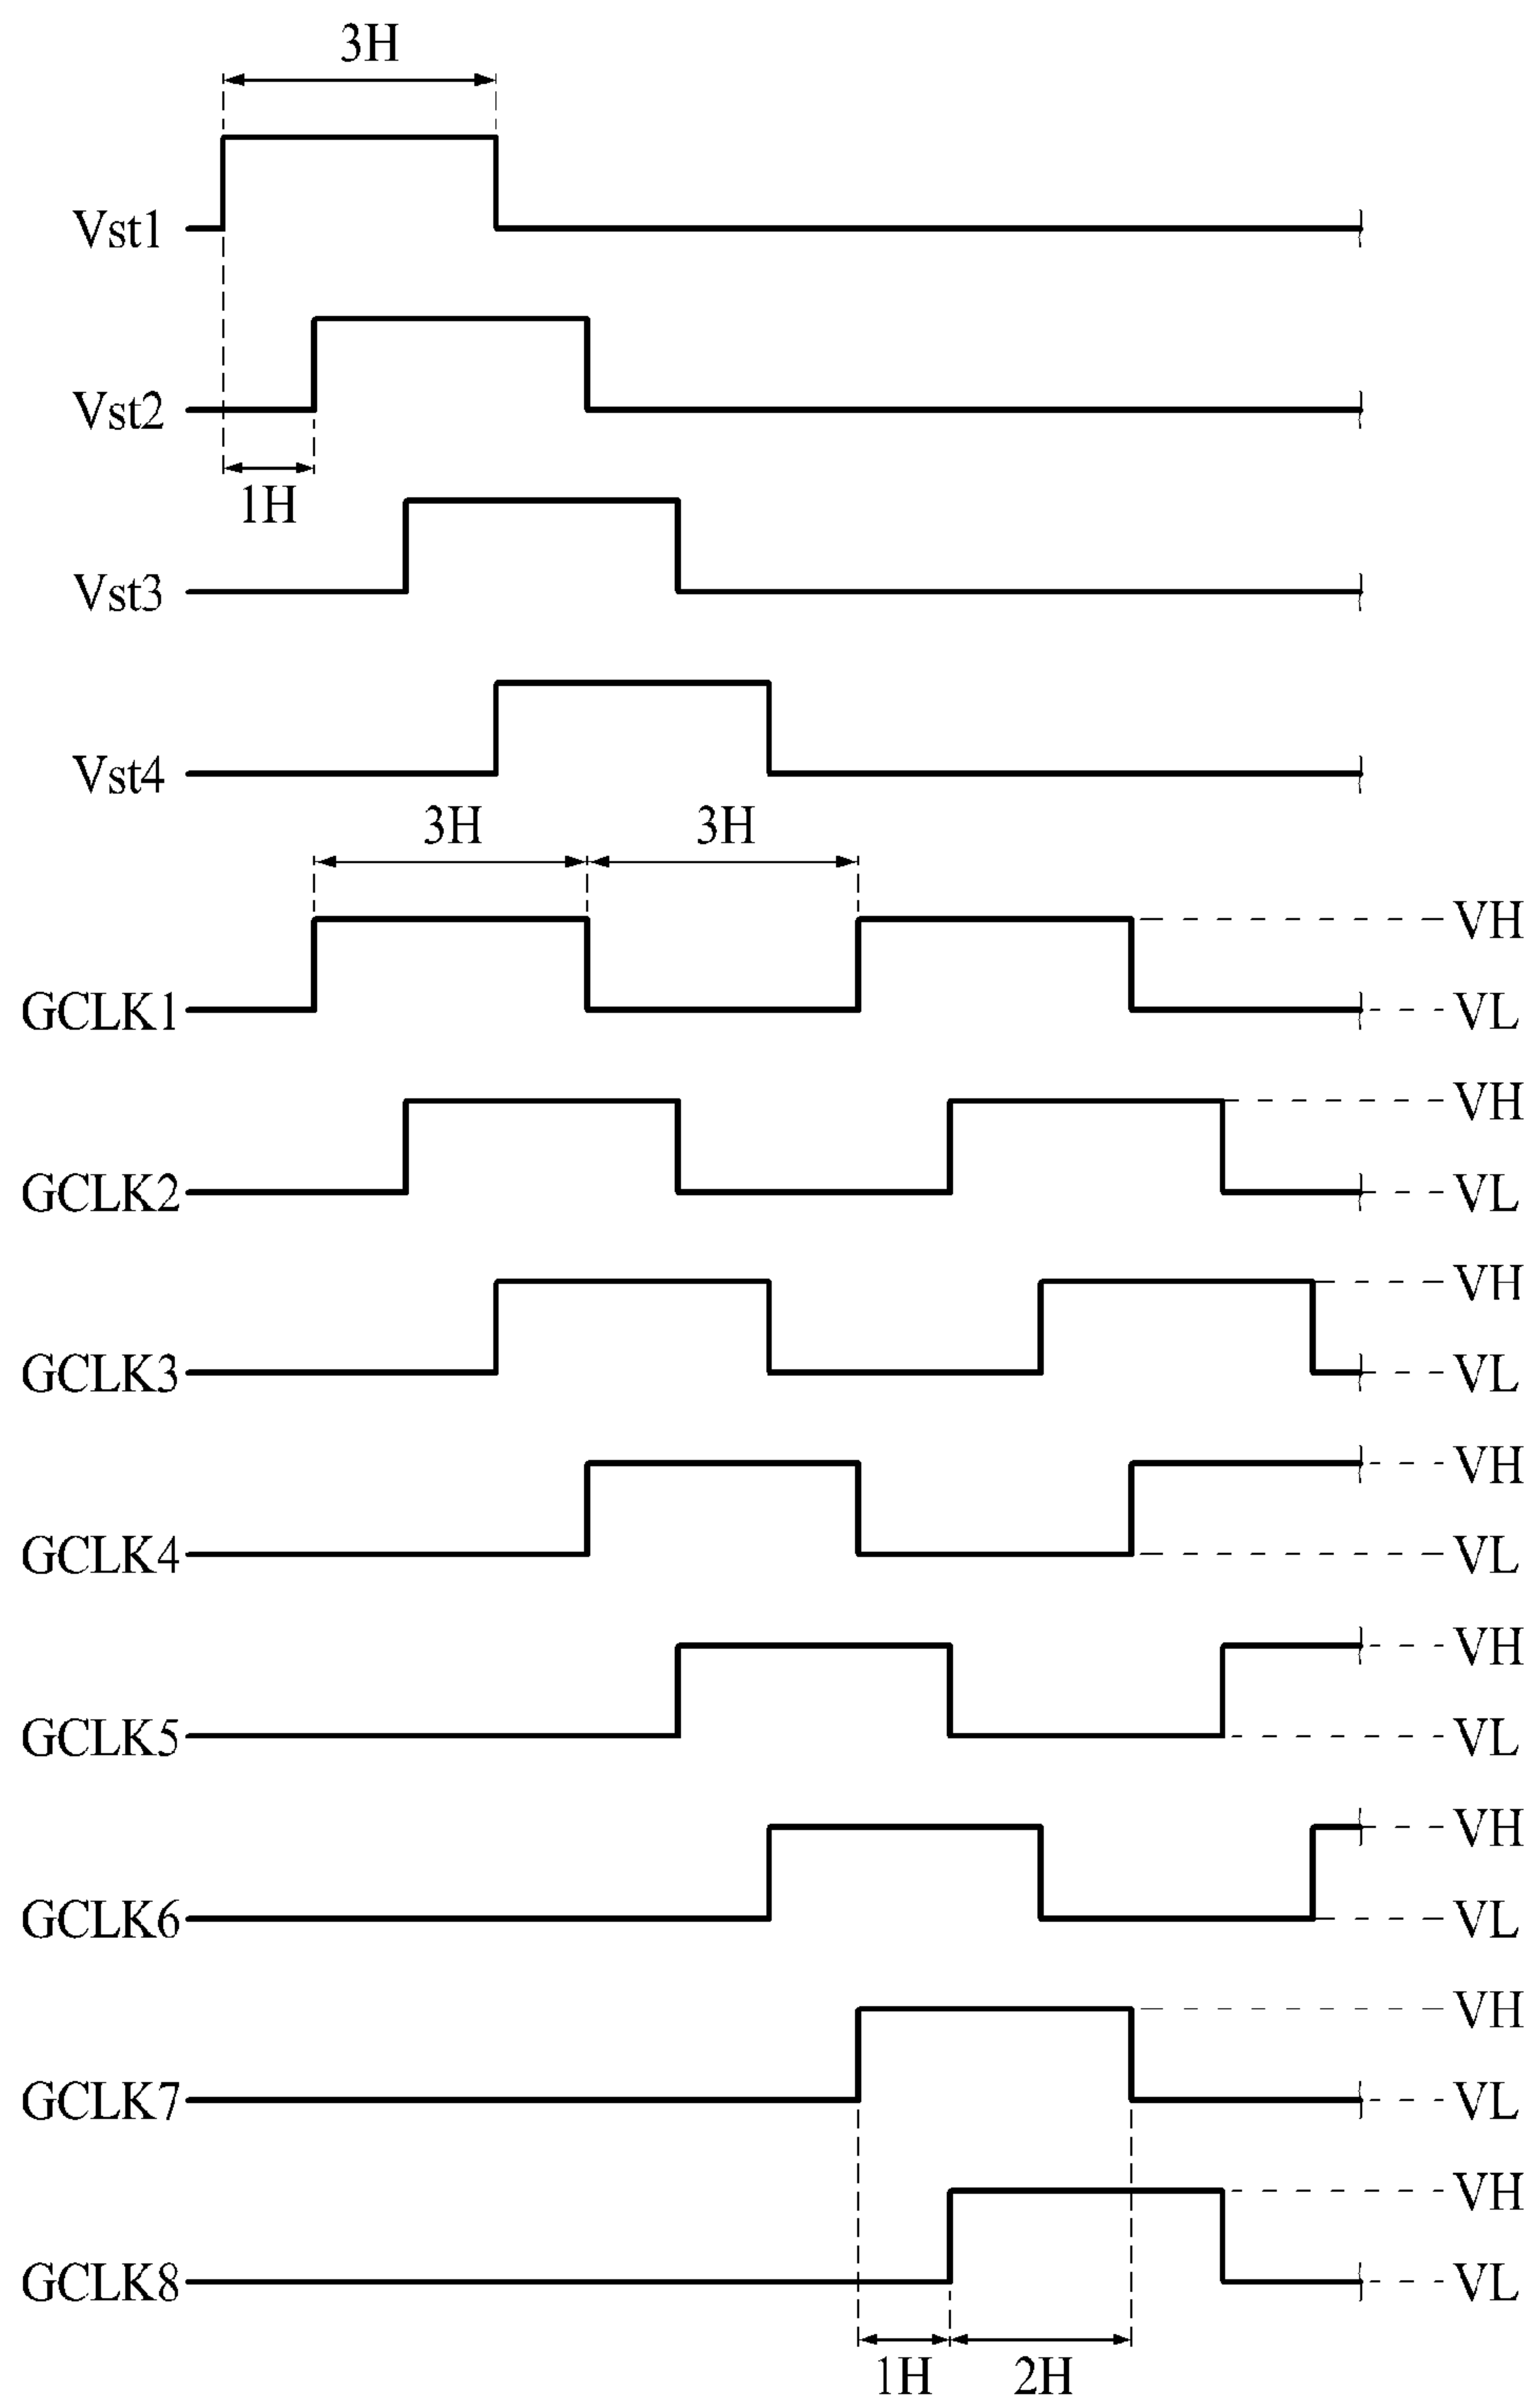 3H
Vst1
Vst2
1H
Vst3
Vst4
3H 3H
VH
GCLK1 VL
VH
GCLK2 VL
VH
GCLK3 VL
VH
GCLK4 VL
VH
GCLK5 VL
VH
GCLK6 VL
VH
GCLK7 VL
VH
GCLK8 VL
1H 2H